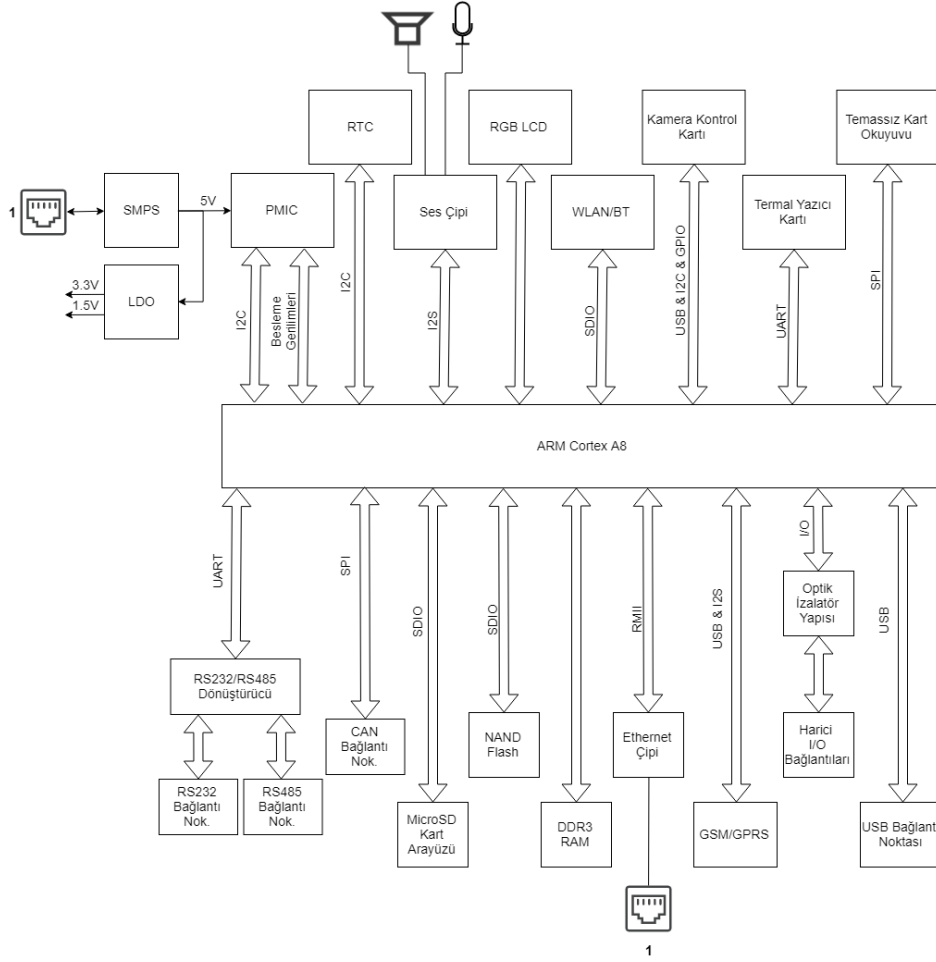 RTC
RGB LCD
Kamera Kontrol
Kartı
Temassız Kart
Okuyuvu
1
SMPS
5V
PMIC
Ses Çipi
WLAN/BT
Termal Yazıcı
Kartı
3.3V
1.5V
LDO
I2C
Besleme
Gerilimleri
I2C
I2S
SDIO
USB & I2C & GPIO
UART
SPI
ARM Cortex A8
UART
SPI
SDIO
SDIO
RMII
USB & I2S
I/O
USB
Optik
İzalatör
Yapısı
RS232/RS485
Dönüştürücü
CAN
Bağlantı
Nok.
NAND
Flash
Ethernet
Çipi
Harici
I/O
Bağlantıları
RS232
Bağlantı
Nok.
RS485
Bağlantı
Nok.
MicroSD
Kart
Arayüzü
DDR3
RAM
GSM/GPRS
USB Bağlant
Noktası
1